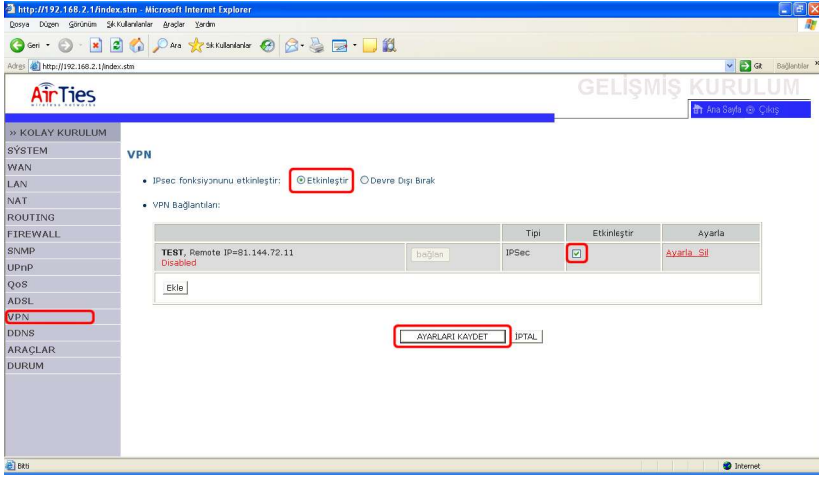 http://192.168.2.1/index.stm - Microsoft Internet Explorer
Dosya Düzen Görünüm Sık Kullanılanlar Araçlar Yardım
Geri Ara Sık Kullanılanlar
Adres http://192.168.2.1/index.stm Git Bağlantılar »
AirTies
wireless networks
GELİŞMİŞ KURULUM
Ana Sayfa Çıkış
» KOLAY KURULUM
SÝSTEM
WAN
LAN
NAT
ROUTING
FIREWALL
SNMP
UPnP
QoS
ADSL
VPN
DDNS
ARAÇLAR
DURUM
VPN
IPsec fonksiyonunu etkinleştir: Etkinleştir Devre Dışı Bırak
VPN Bağlantıları:
Tipi Etkinleştir Ayarla
TEST, Remote IP=81.144.72.11 bağlan IPSec Ayarla Sil
Disabled
Ekle
AYARLARI KAYDET İPTAL
Bitti Internet